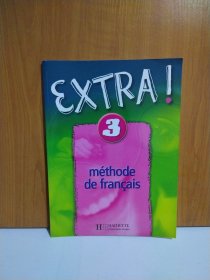 EXTRA!
3
méthode
de français
H HACHETTE